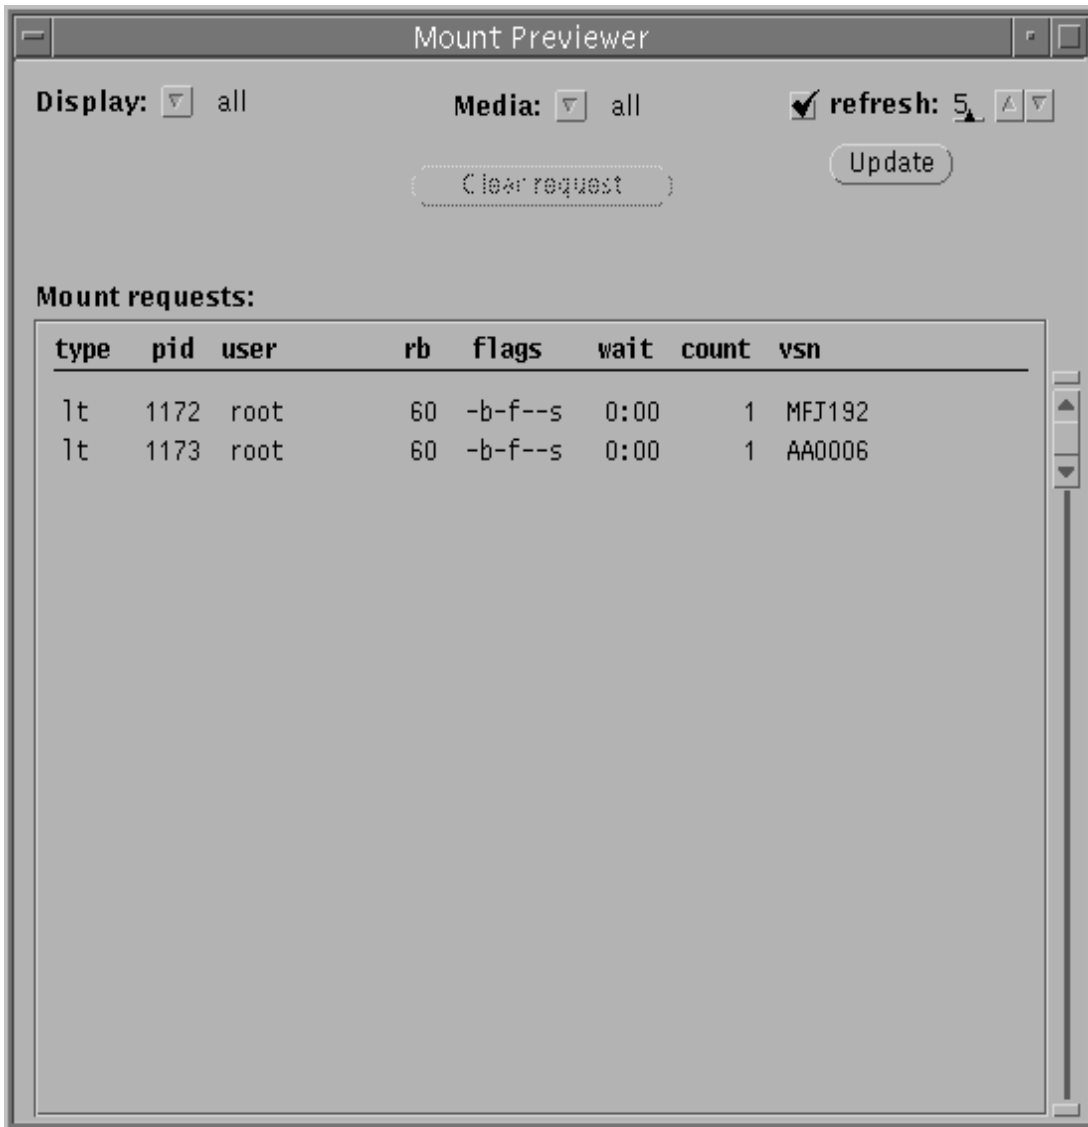 Mount Previewer
Display: all Media: all refresh: 5
Clear request Update
Mount requests:
type pid user rb flags wait count vsn
lt 1172 root 60 -b-f--s 0:00 1 MFJ192
lt 1173 root 60 -b-f--s 0:00 1 AA0006